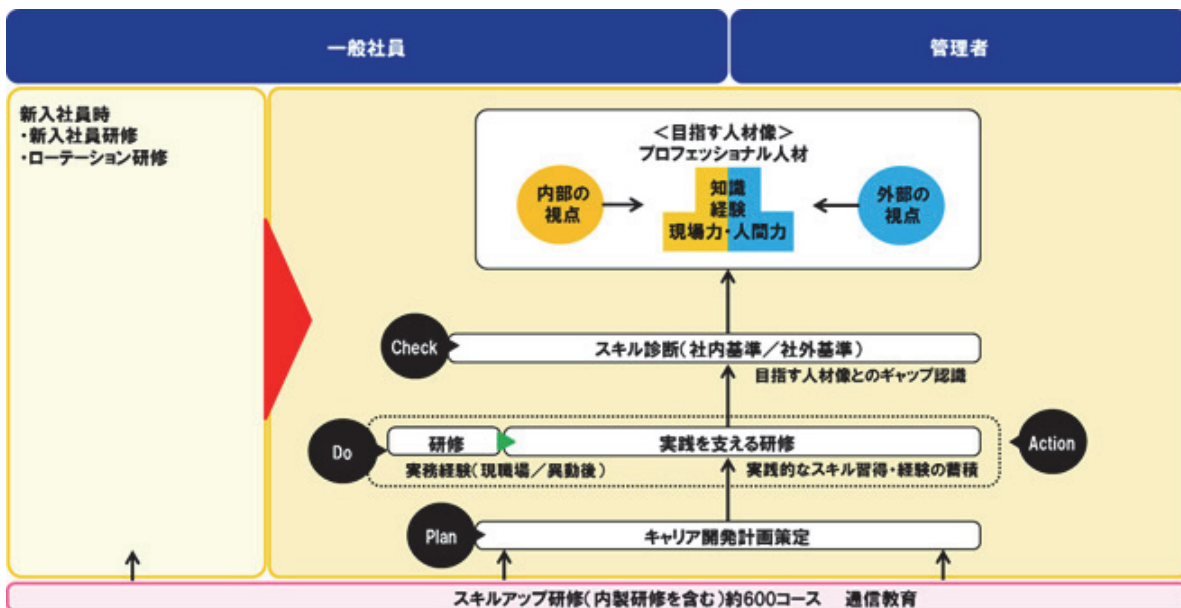 一般社員
管理者
新入社員時
・新入社員研修
・ローテーション研修
＜目指す人材像＞
プロフェッショナル人材
内部の
視点
知識
経験
現場力・人間力
外部の
視点
Check
スキル診断（社内基準／社外基準）
目指す人材像とのギャップ認識
Do
研修
実践を支える研修
Action
実務経験（現職場／異動後）
実践的なスキル習得・経験の蓄積
Plan
キャリア開発計画策定
スキルアップ研修（内製研修を含む）約600コース　通信教育